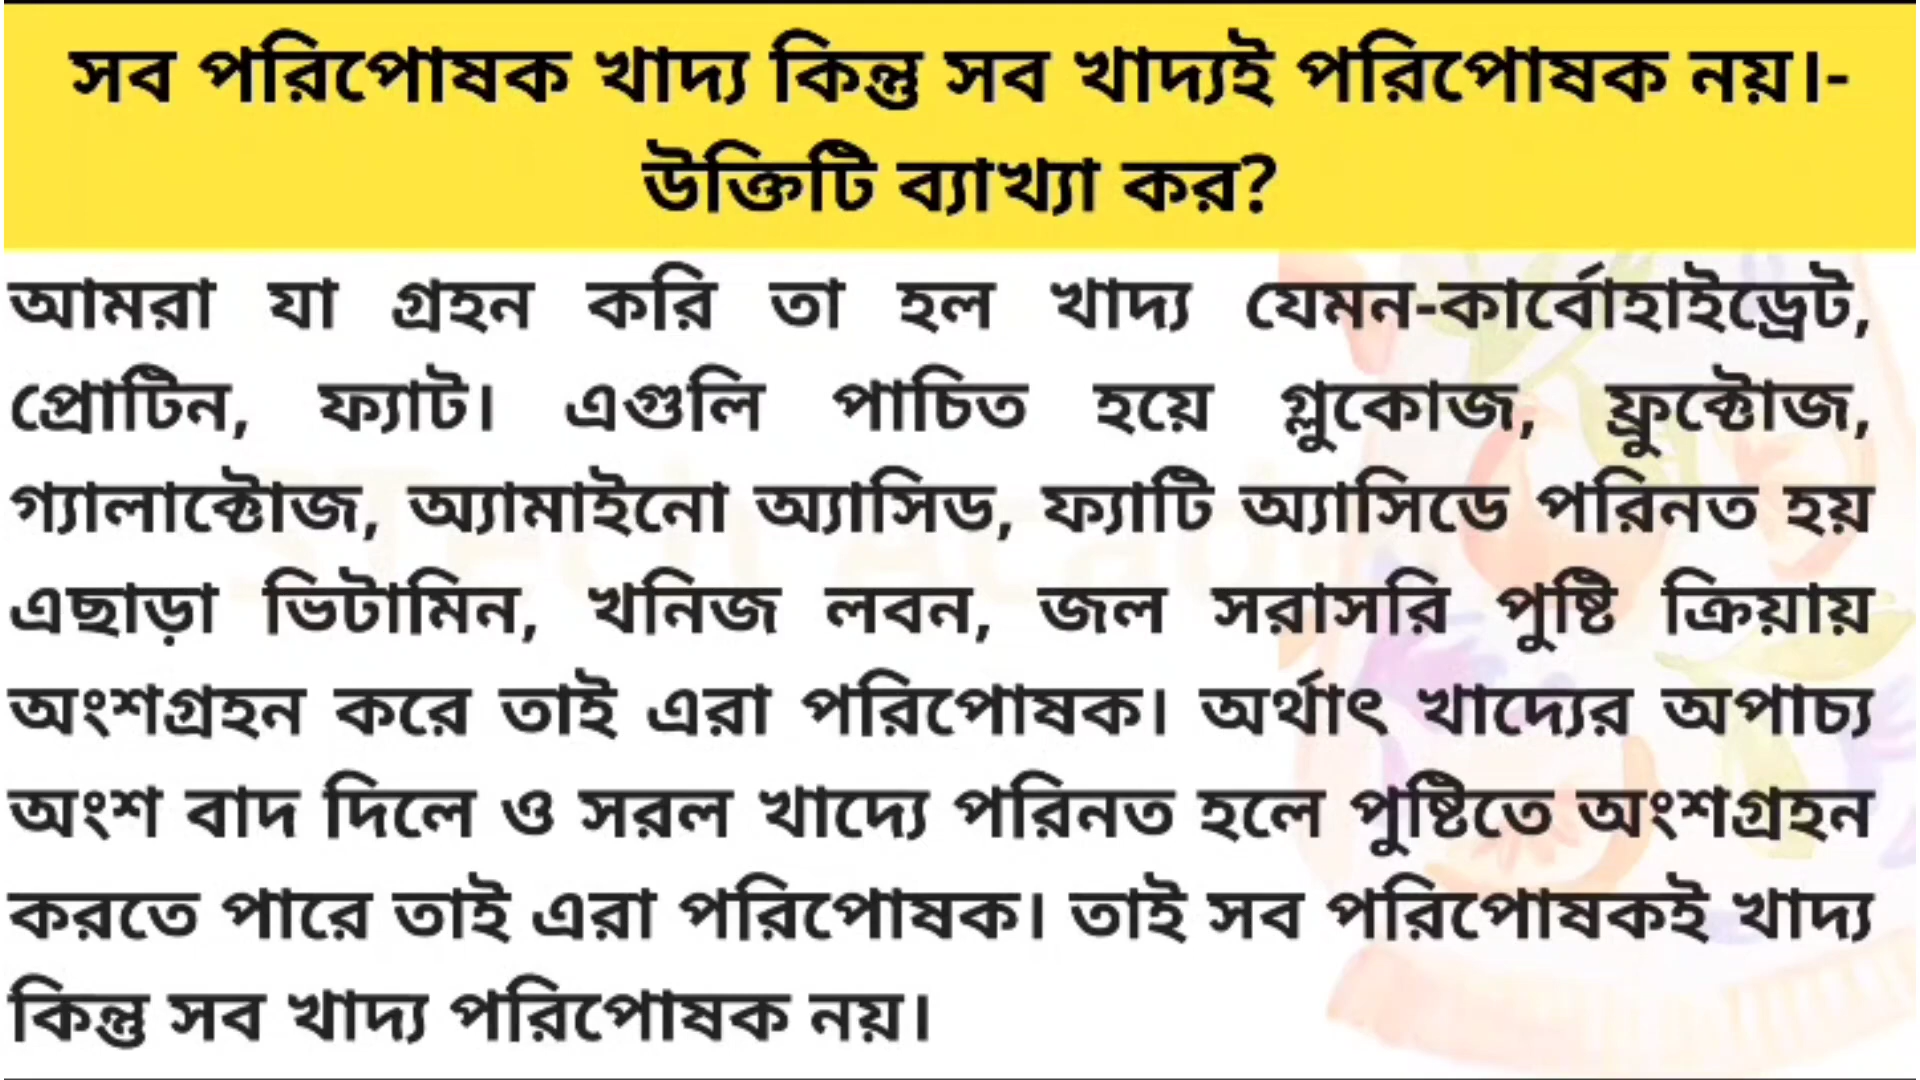 সব পরিপোষক খাদ্য কিন্তু সব খাদ্যই পরিপোষক নয়।-
উক্তিটি ব্যাখ্যা কর?
আমরা যা গ্রহন করি তা হল খাদ্য যেমন-কার্বোহাইড্রেট,
প্রোটিন, ফ্যাট। এগুলি পাচিত হয়ে গ্লুকোজ, ফ্রুক্টোজ,
গ্যালাক্টোজ, অ্যামাইনো অ্যাসিড, ফ্যাটি অ্যাসিডে পরিনত হয়
এছাড়া ভিটামিন, খনিজ লবন, জল সরাসরি পুষ্টি ক্রিয়ায়
অংশগ্রহন করে তাই এরা পরিপোষক। অর্থাৎ খাদ্যের অপাচ্য
অংশ বাদ দিলে ও সরল খাদ্যে পরিনত হলে পুষ্টিতে অংশগ্রহন
করতে পারে তাই এরা পরিপোষক। তাই সব পরিপোষকই খাদ্য
কিন্তু সব খাদ্য পরিপোষক নয়।